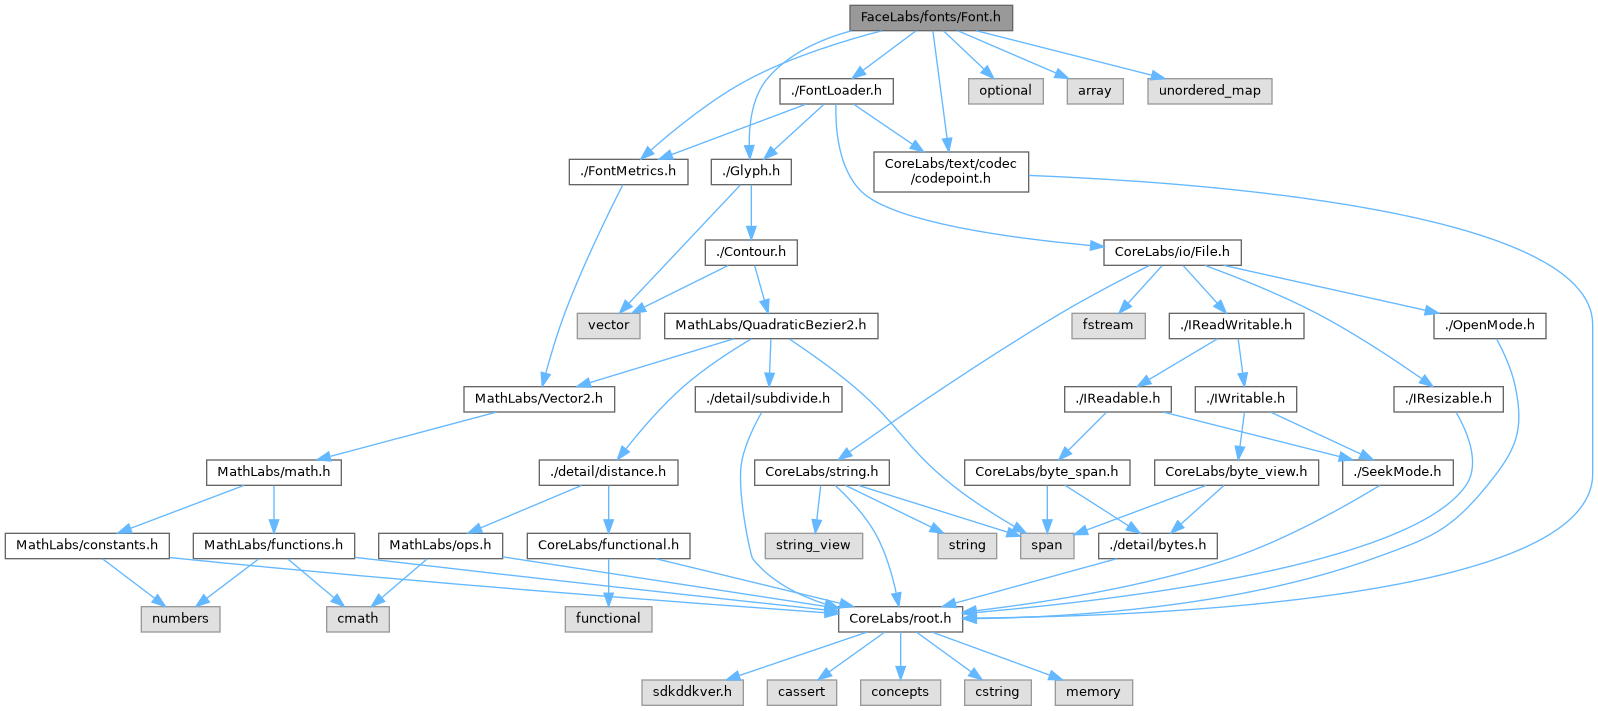 FaceLabs/fonts/Font.h
./FontLoader.h
optional
array
unordered_map
./FontMetrics.h
./Glyph.h
CoreLabs/text/codec
/codepoint.h
./Contour.h
CoreLabs/io/File.h
vector
MathLabs/QuadraticBezier2.h
fstream
./IReadWritable.h
./OpenMode.h
MathLabs/Vector2.h
./detail/subdivide.h
./IReadable.h
./IWritable.h
./IResizable.h
MathLabs/math.h
./detail/distance.h
CoreLabs/string.h
CoreLabs/byte_span.h
CoreLabs/byte_view.h
./SeekMode.h
MathLabs/constants.h
MathLabs/functions.h
MathLabs/ops.h
CoreLabs/functional.h
string_view
string
span
./detail/bytes.h
numbers
cmath
functional
CoreLabs/root.h
sdkddkver.h
cassert
concepts
cstring
memory